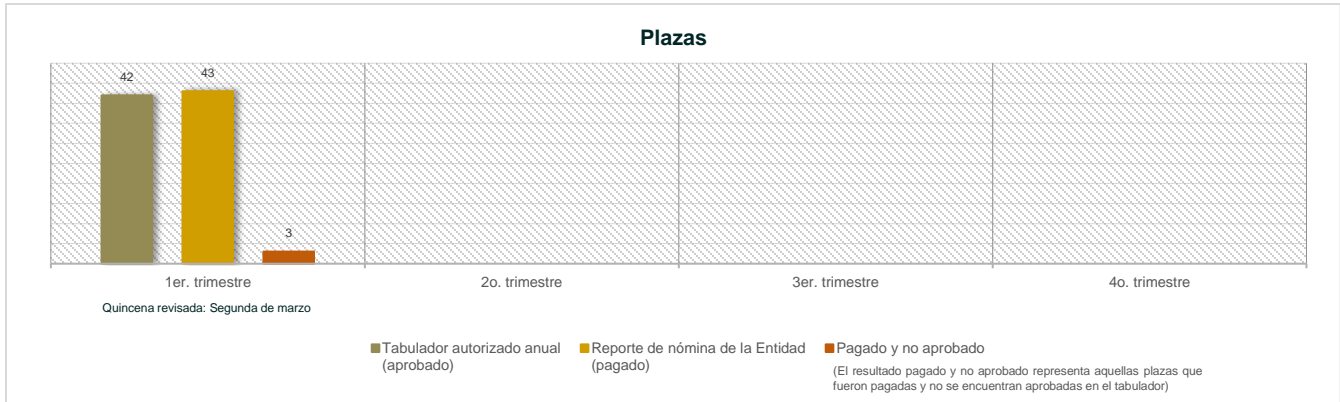 Plazas
42
43
3
1er. trimestre
2o. trimestre
3er. trimestre
4o. trimestre
Quincena revisada: Segunda de marzo
Tabulador autorizado anual
(aprobado)
Reporte de nómina de la Entidad
(pagado)
Pagado y no aprobado
(El resultado pagado y no aprobado representa aquellas plazas que
fueron pagadas y no se encuentran aprobadas en el tabulador)